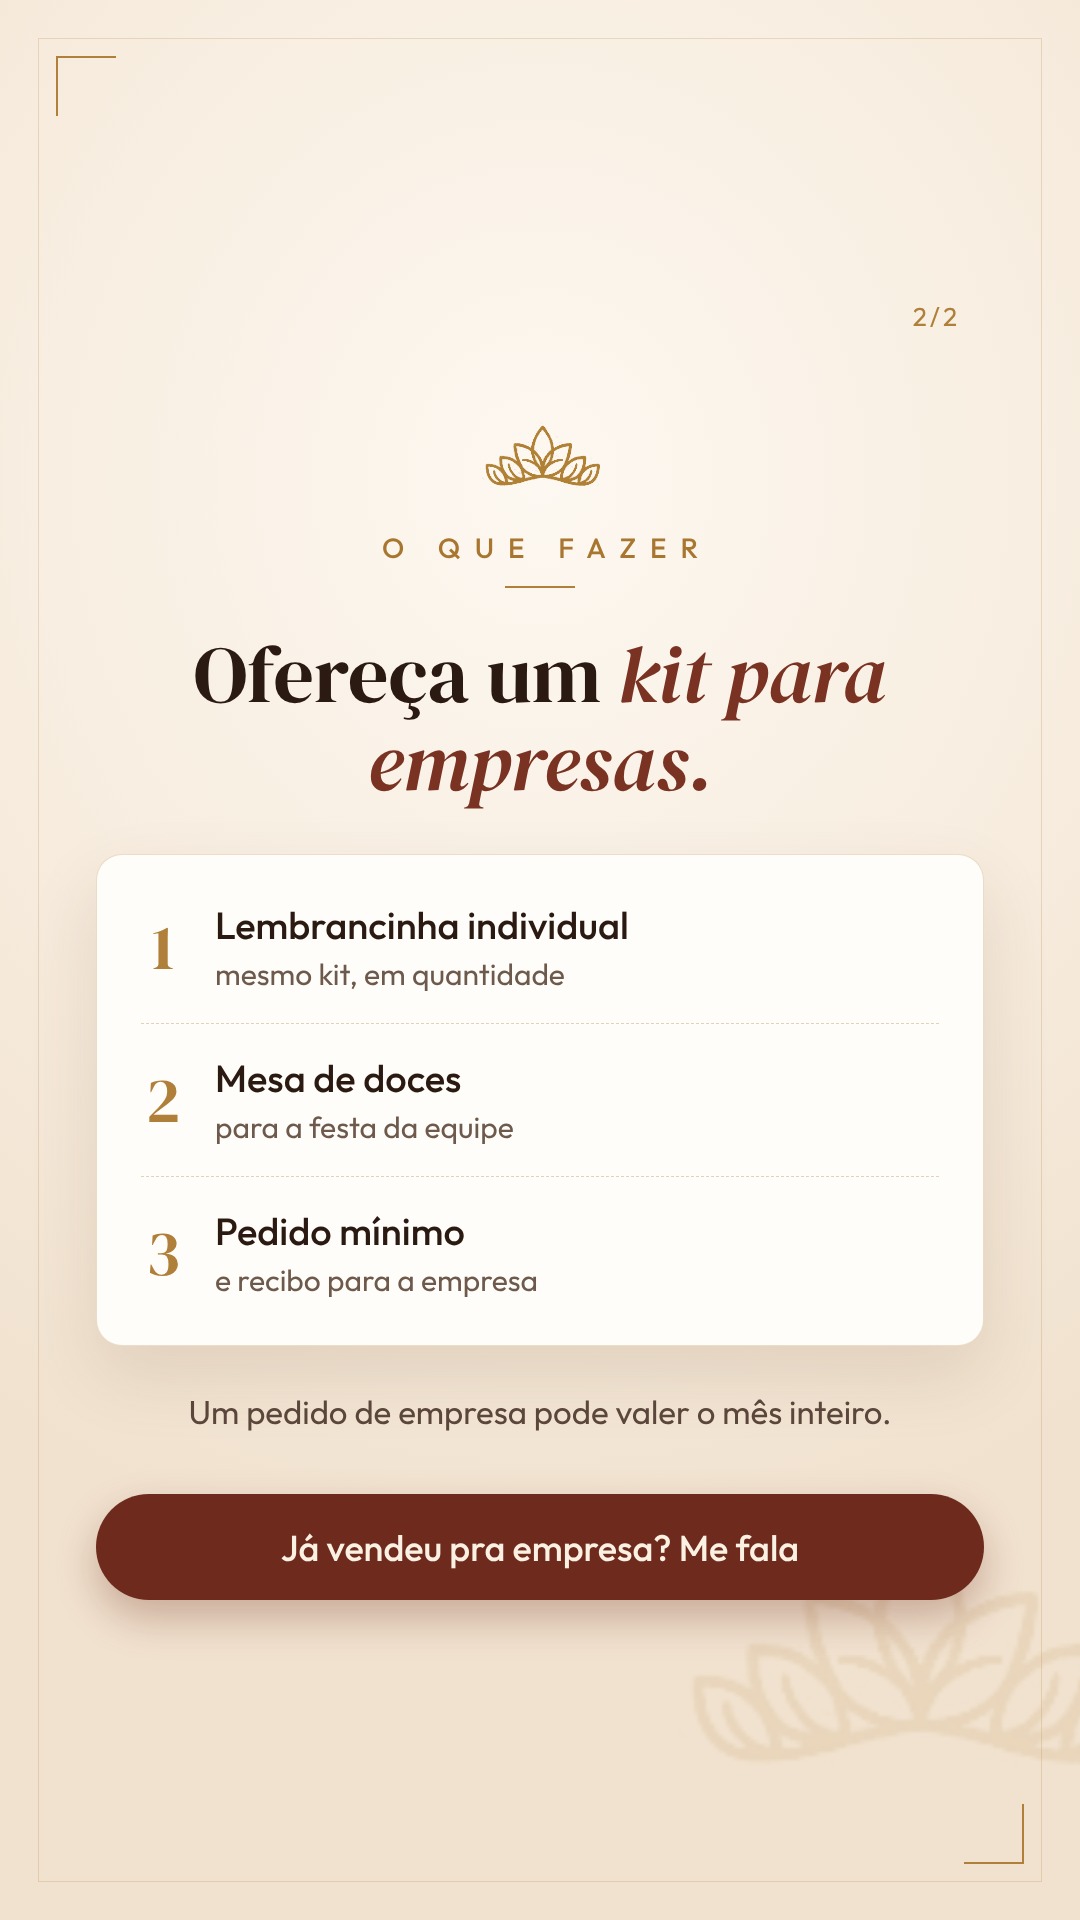 2/2
O QUE FAZER
Ofereça um kit para
empresas.
1
Lembrancinha individual
mesmo kit, em quantidade
2
Mesa de doces
para a festa da equipe
3
Pedido mínimo
e recibo para a empresa
Um pedido de empresa pode valer o mês inteiro.
Já vendeu pra empresa? Me fala